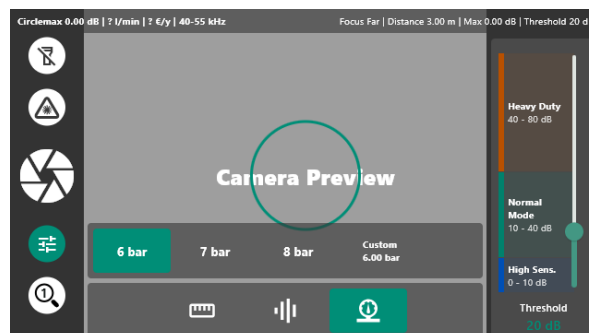 Circlemax 0.00 dB | ? l/min | ? €/y | 40-55 kHz
Focus Far | Distance 3.00 m | Max 0.00 dB | Threshold 20 d
Heavy Duty
40 - 80 dB
Camera Preview
Normal
Mode
10 - 40 dB
6 bar
7 bar
8 bar
Custom
6.00 bar
High Sens.
0 - 10 dB
1
Threshold
20 dB